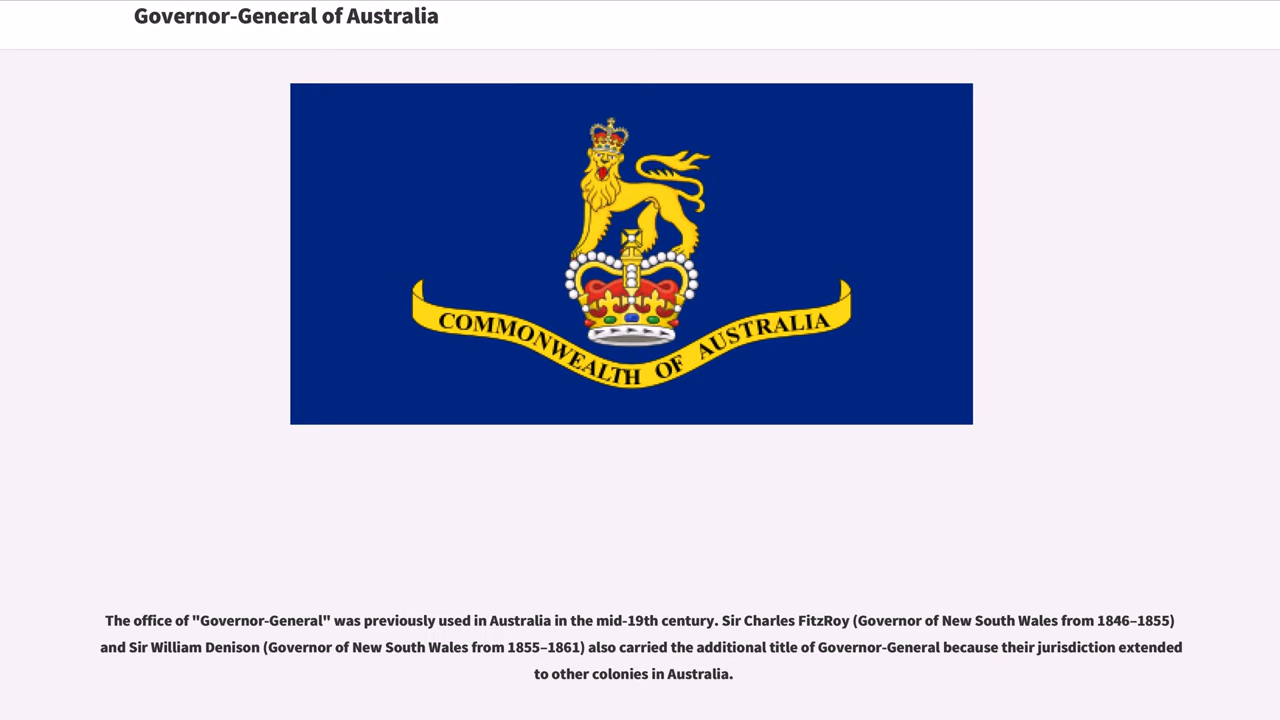 Governor-General of Australia
COMMONWEALTH OF AUSTRALIA
The office of "Governor-General" was previously used in Australia in the mid-19th century. Sir Charles FitzRoy (Governor of New South Wales from 1846–1855)
and Sir William Denison (Governor of New South Wales from 1855–1861) also carried the additional title of Governor-General because their jurisdiction extended
to other colonies in Australia.